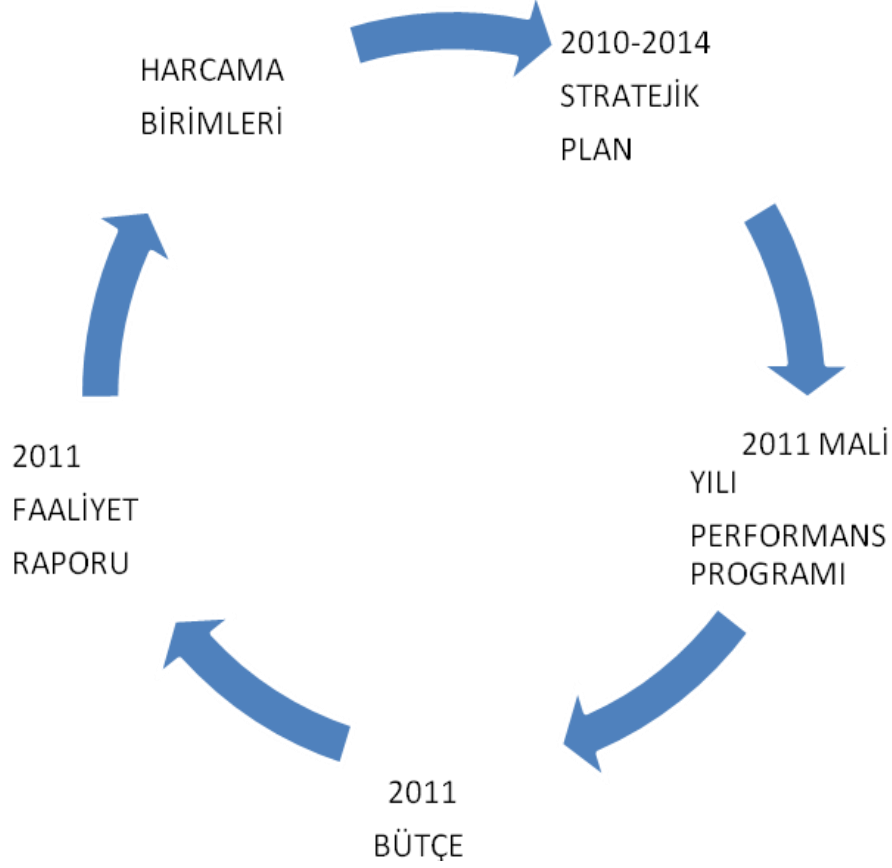 HARCAMA
BİRİMLERİ
2010-2014
STRATEJİK
PLAN
2011 MALİ
YILI
PERFORMANS
PROGRAMI
2011
BÜTÇE
2011
FAALİYET
RAPORU